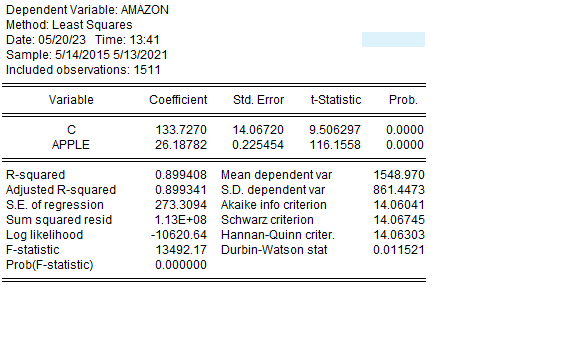 Dependent Variable: AMAZON
Method: Least Squares
Date: 05/20/23 Time: 13:41
Sample: 5/14/2015 5/13/2021
Included observations: 1511
Variable Coefficient Std. Error t-Statistic Prob.
C 133.7270 14.06720 9.506297 0.0000
APPLE 26.18782 0.225454 116.1558 0.0000
R-squared 0.899408 Mean dependent var 1548.970
Adjusted R-squared 0.899341 S.D. dependent var 861.4473
S.E. of regression 273.3094 Akaike info criterion 14.06041
Sum squared resid 1.13E+08 Schwarz criterion 14.06745
Log likelihood -10620.64 Hannan-Quinn criter. 14.06303
F-statistic 13492.17 Durbin-Watson stat 0.011521
Prob(F-statistic) 0.000000